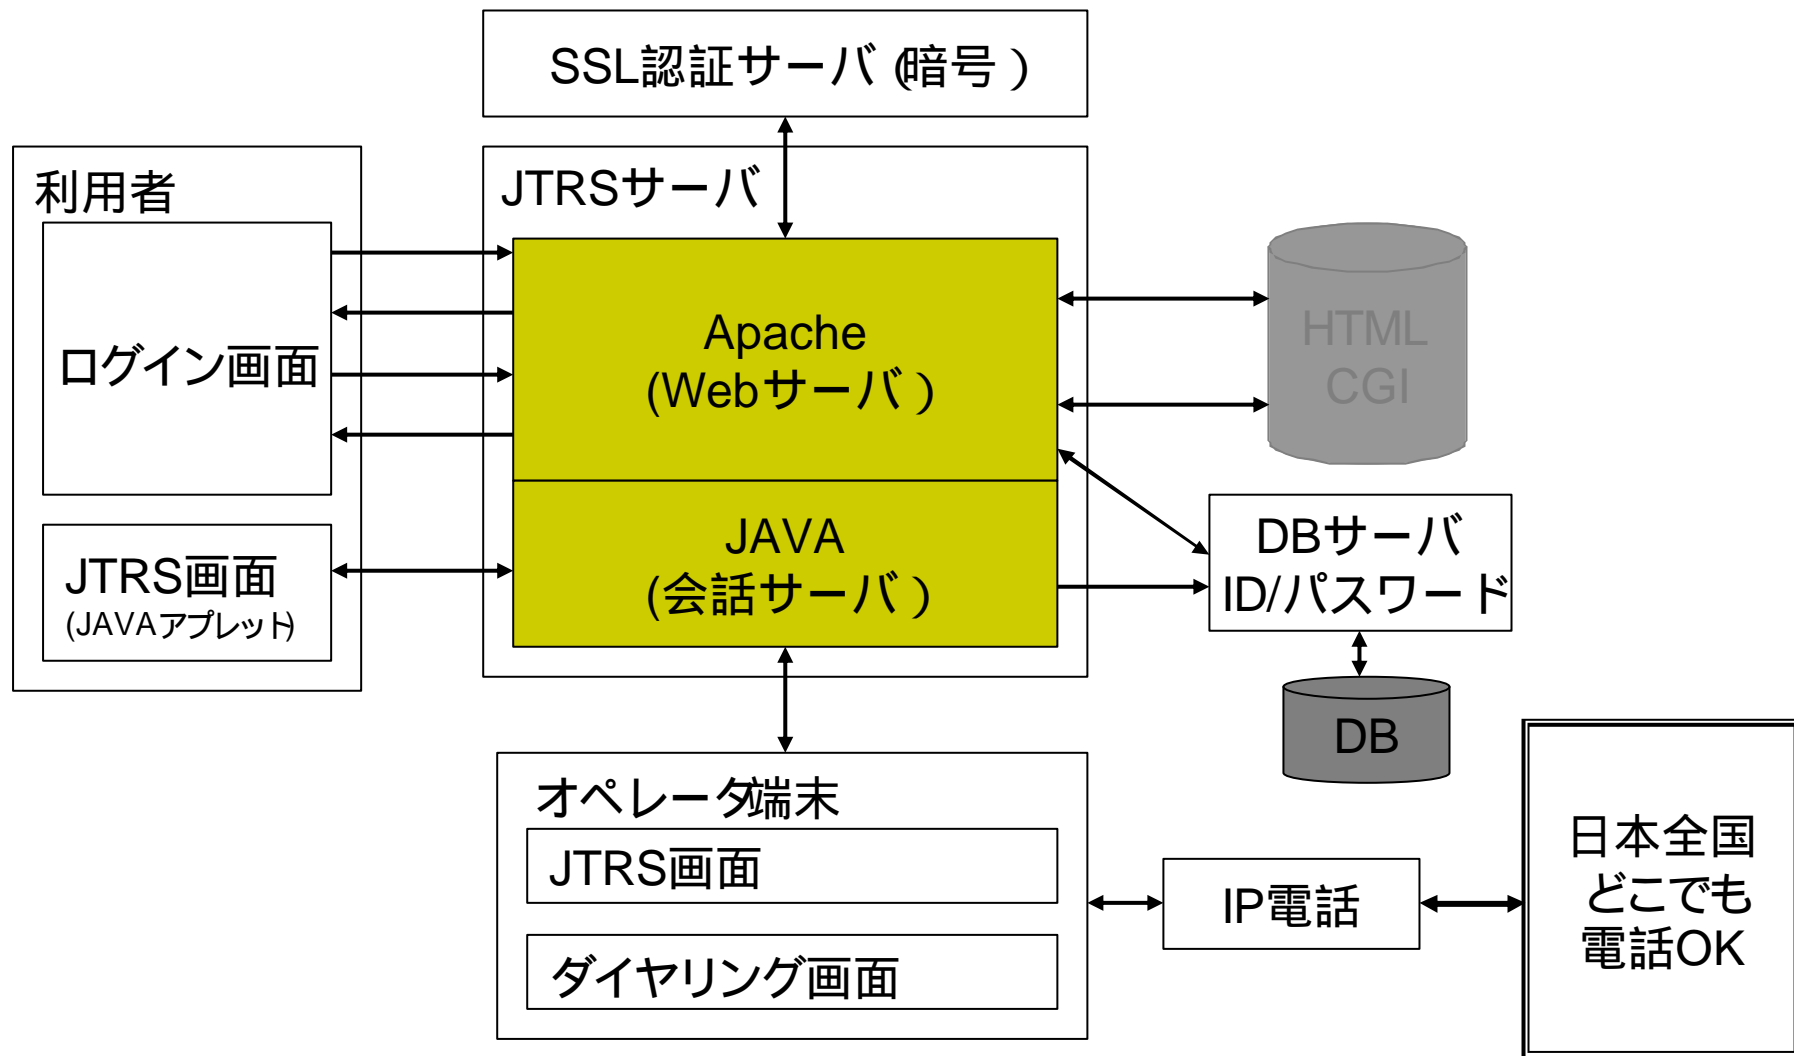 SSL認証サーバ(暗号)
利用者
JTRSサーバ
ログイン画面
Apache
(Webサーバ)
HTML
CGI
JTRS画面
(JAVAアプレット)
JAVA
(会話サーバ)
DBサーバ
ID/パスワード
DB
オペレータ端末
JTRS画面
ダイヤリング画面
IP電話
日本全国
どこでも
電話OK